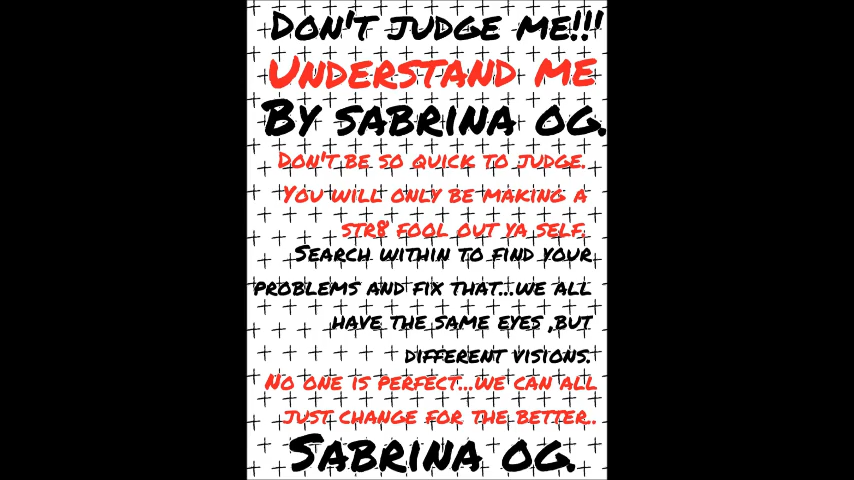 Don't judge me!!!
Understand me
By Sabrina OG.
Don't be so quick to judge.
You will only be making a
str8 fool out ya self.
Search within to find your
problems and fix that...we all
have the same eyes ,but
different visions.
No one is perfect...we can all
just change for the better..
Sabrina OG.